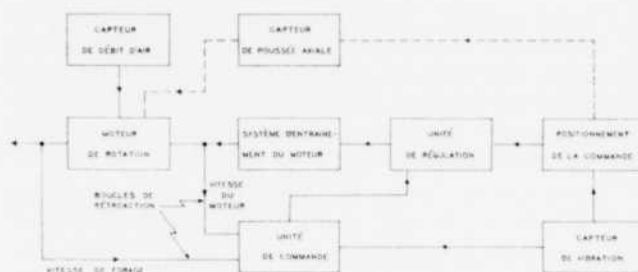 CAPTEUR
DE DÉBIT D'AIR
CAPTEUR
DE POUSSÉE AXIALE
MOTEUR
DE ROTATION
SYSTÈME D'ENTRAINE-
MENT DU MOTEUR
UNITÉ
DE RÉGULATION
POSITIONNEMENT
DE LA COMMANDE
BOUCLES DE
RÉTROACTION
VITESSE
DU
MOTEUR
UNITÉ
DE COMMANDE
CAPTEUR
DE VIBRATION
VITESSE DE FORAGE